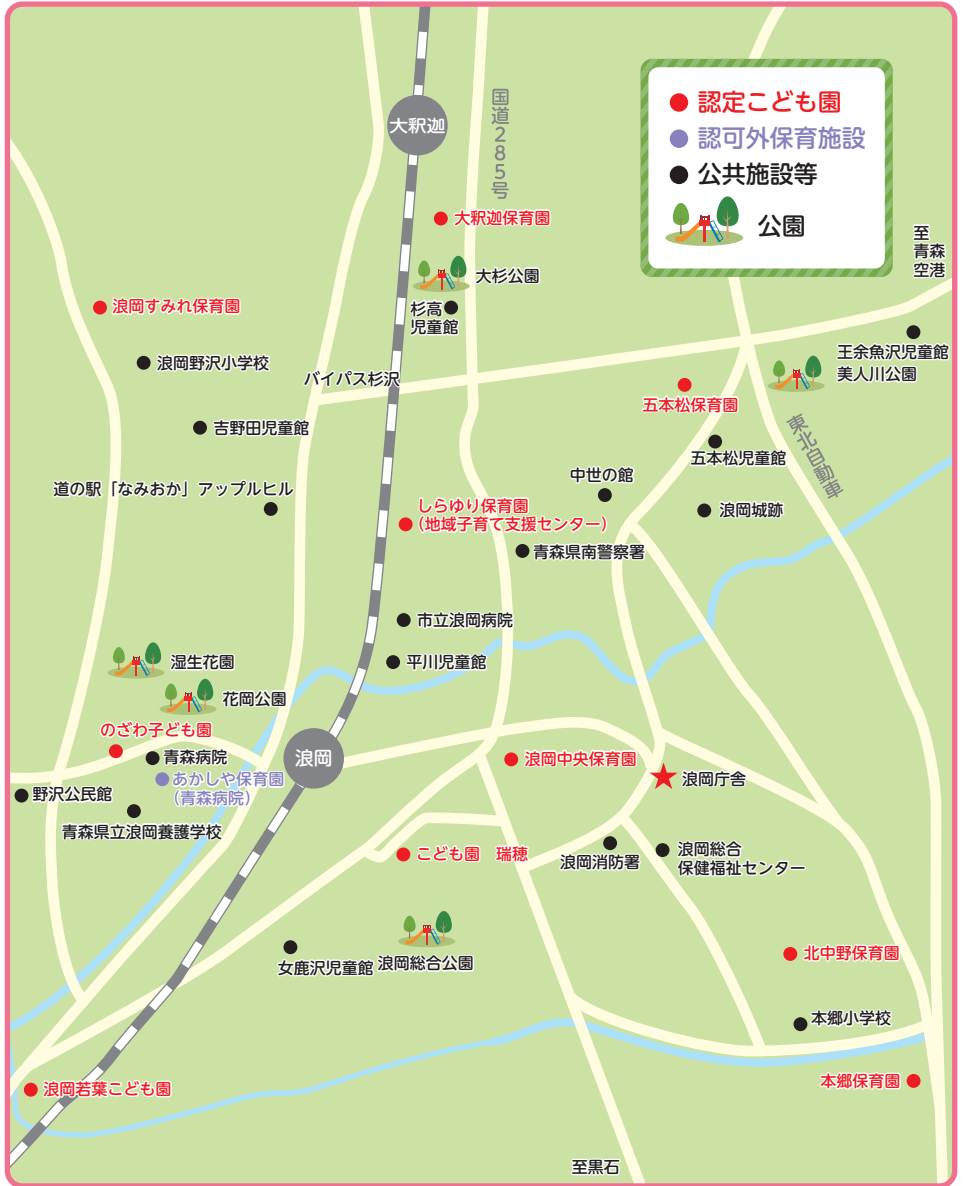 認定こども園
認可外保育施設
公共施設等
公園
大釈迦
国道285号
大釈迦保育園
大杉公園
杉高
児童館
至
青森
空港
浪岡すみれ保育園
浪岡野沢小学校
バイパス杉沢
王余魚沢児童館
美人川公園
五本松保育園
吉野田児童館
東北自動車
五本松児童館
中世の館
道の駅「なみおか」アップルヒル
浪岡城跡
しらゆり保育園
(地域子育て支援センター)
青森県南警察署
市立浪岡病院
平川児童館
湿生花園
花岡公園
のざわ子ども園
青森病院
あかしや保育園
(青森病院)
浪岡
浪岡中央保育園
浪岡庁舎
野沢公民館
青森県立浪岡養護学校
こども園　瑞穂
浪岡消防署
浪岡総合
保健福祉センター
女鹿沢児童館
浪岡総合公園
北中野保育園
本郷小学校
浪岡若葉こども園
本郷保育園
至黒石